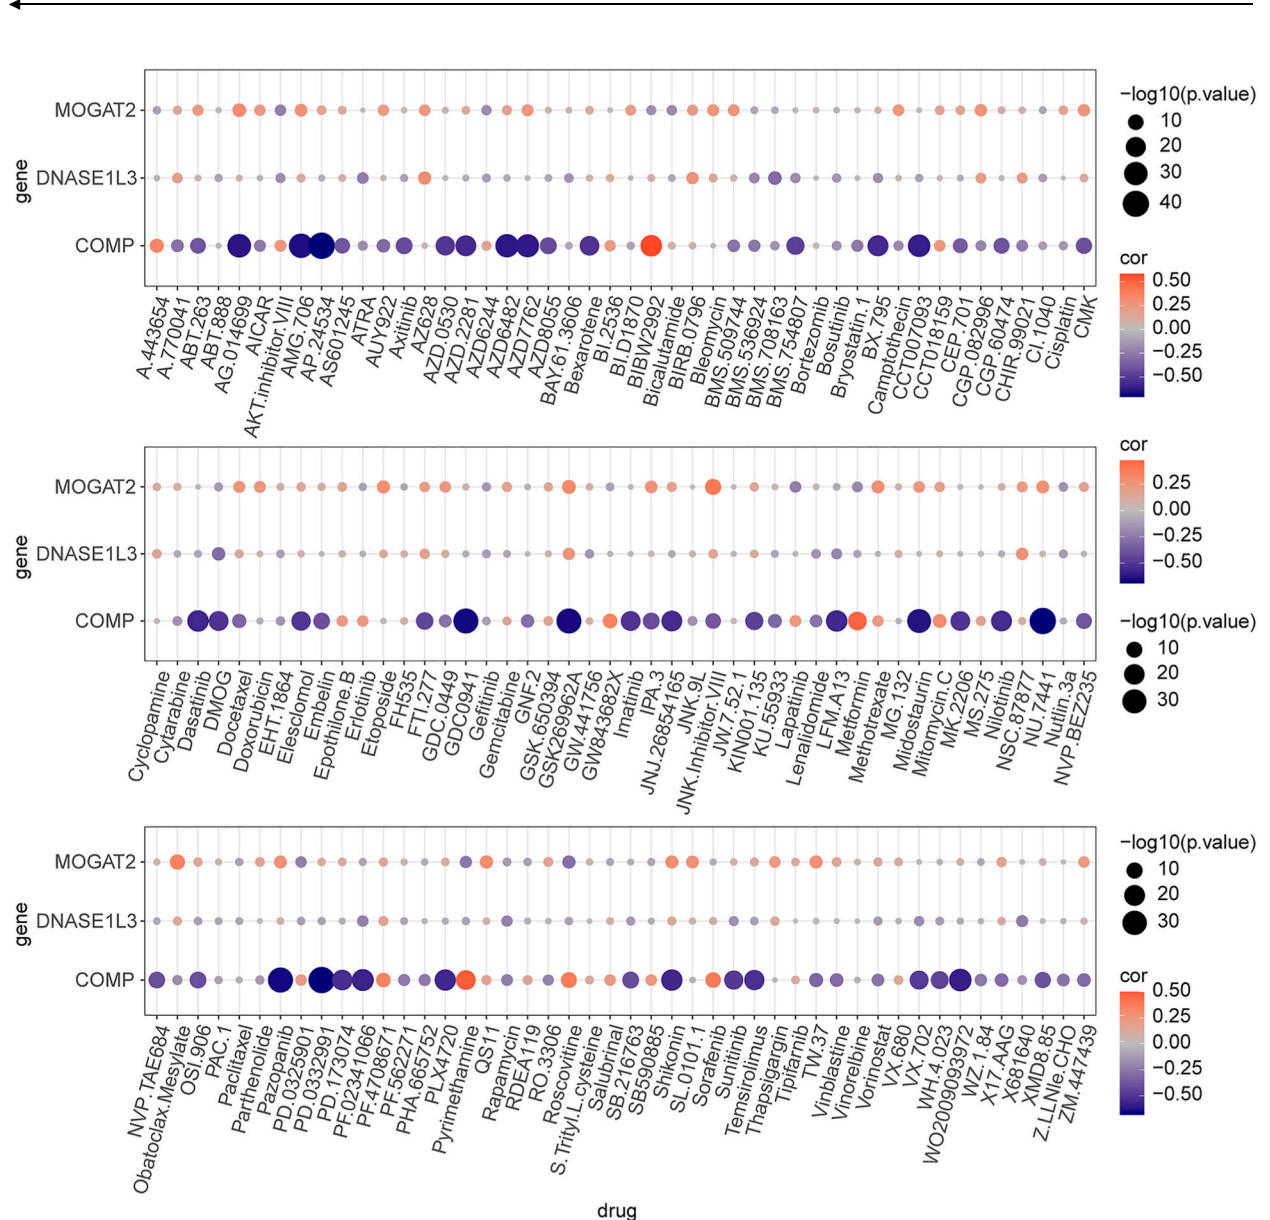 MOGAT2
DNASE1L3
COMP
gene
A.443654
A.770041
ABT.263
ABT.888
AG.014699
AICAR
AKT.inhibitor.VIII
AMG.706
AP.24534
AS601245
ATRA
AUY922
Axitinib
AZ628
AZD.0530
AZD.2281
AZD6244
AZD6482
AZD7762
AZD8055
BAY.61.3606
Bexarotene
BI.2536
BI.D1870
BIBW2992
Bicalutamide
BIRB.0796
Bleomycin
BMS.509744
BMS.536924
BMS.708163
BMS.754807
Bortezomib
Bosutinib
Bryostatin.1
BX.795
Camptothecin
CCT007093
CCT018159
CEP.701
CGP.082996
CGP.60474
CHIR.99021
CI.1040
Cisplatin
CMK
−log10(p.value)
10
20
30
40
cor
0.50
0.25
0.00
−0.25
−0.50
MOGAT2
DNASE1L3
COMP
gene
Cyclopamine
Cytarabine
Dasatinib
DMOG
Docetaxel
Doxorubicin
EHT.1864
Elesclomol
Embelin
Epothilone.B
Erlotinib
Etoposide
FH535
FTI.277
GDC.0449
GDC0941
Gefitinib
Gemcitabine
GNF.2
GSK.650394
GSK269962A
GW.441756
GW843682X
Imatinib
IPA.3
JNJ.26854165
JNK.9L
JNK.Inhibitor.VIII
JW.7.52.1
KIN001.135
KU.55933
Lapatinib
Lenalidomide
LFM.A13
Metformin
Methotrexate
MG.132
Midostaurin
Mitomycin.C
MK.2206
MS.275
Nilotinib
NSC.87877
NU.7441
Nutlin.3a
NVP.BEZ235
cor
0.25
0.00
−0.25
−0.50
−log10(p.value)
10
20
30
MOGAT2
DNASE1L3
COMP
gene
NVP.TAE684
Obatoclax.Mesylate
OSI.906
PAC.1
Paclitaxel
Parthenolide
Pazopanib
PD.0325901
PD.0332991
PD.173074
PF.02341066
PF.4708671
PF.562271
PHA.665752
PLX4720
Pyrimethamine
QS11
Rapamycin
RDEA119
RO.3306
Roscovitine
S.Trityl.L.cysteine
Salubrinal
SB.216763
SB590885
Shikonin
SL.0101.1
Sorafenib
Sunitinib
Temsirolimus
Thapsigargin
Tipifarnib
TW.37
Vinblastine
Vinorelbine
Vorinostat
VX.680
VX.702
WH.4.023
WO2009093972
WZ.1.84
X17.AAG
X681640
XMD8.85
Z.LLNle.CHO
ZM.447439
drug
−log10(p.value)
10
20
30
cor
0.50
0.25
0.00
−0.25
−0.50